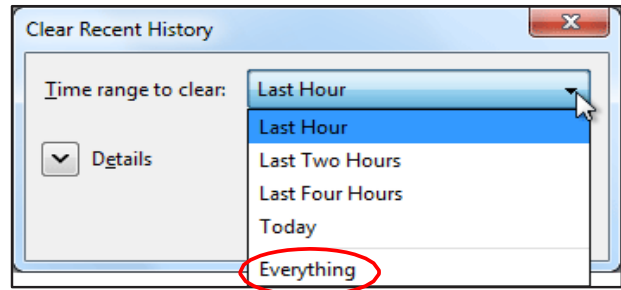 Clear Recent History
Time range to clear: Last Hour
Last Hour
Details
Last Two Hours
Last Four Hours
Today
Everything